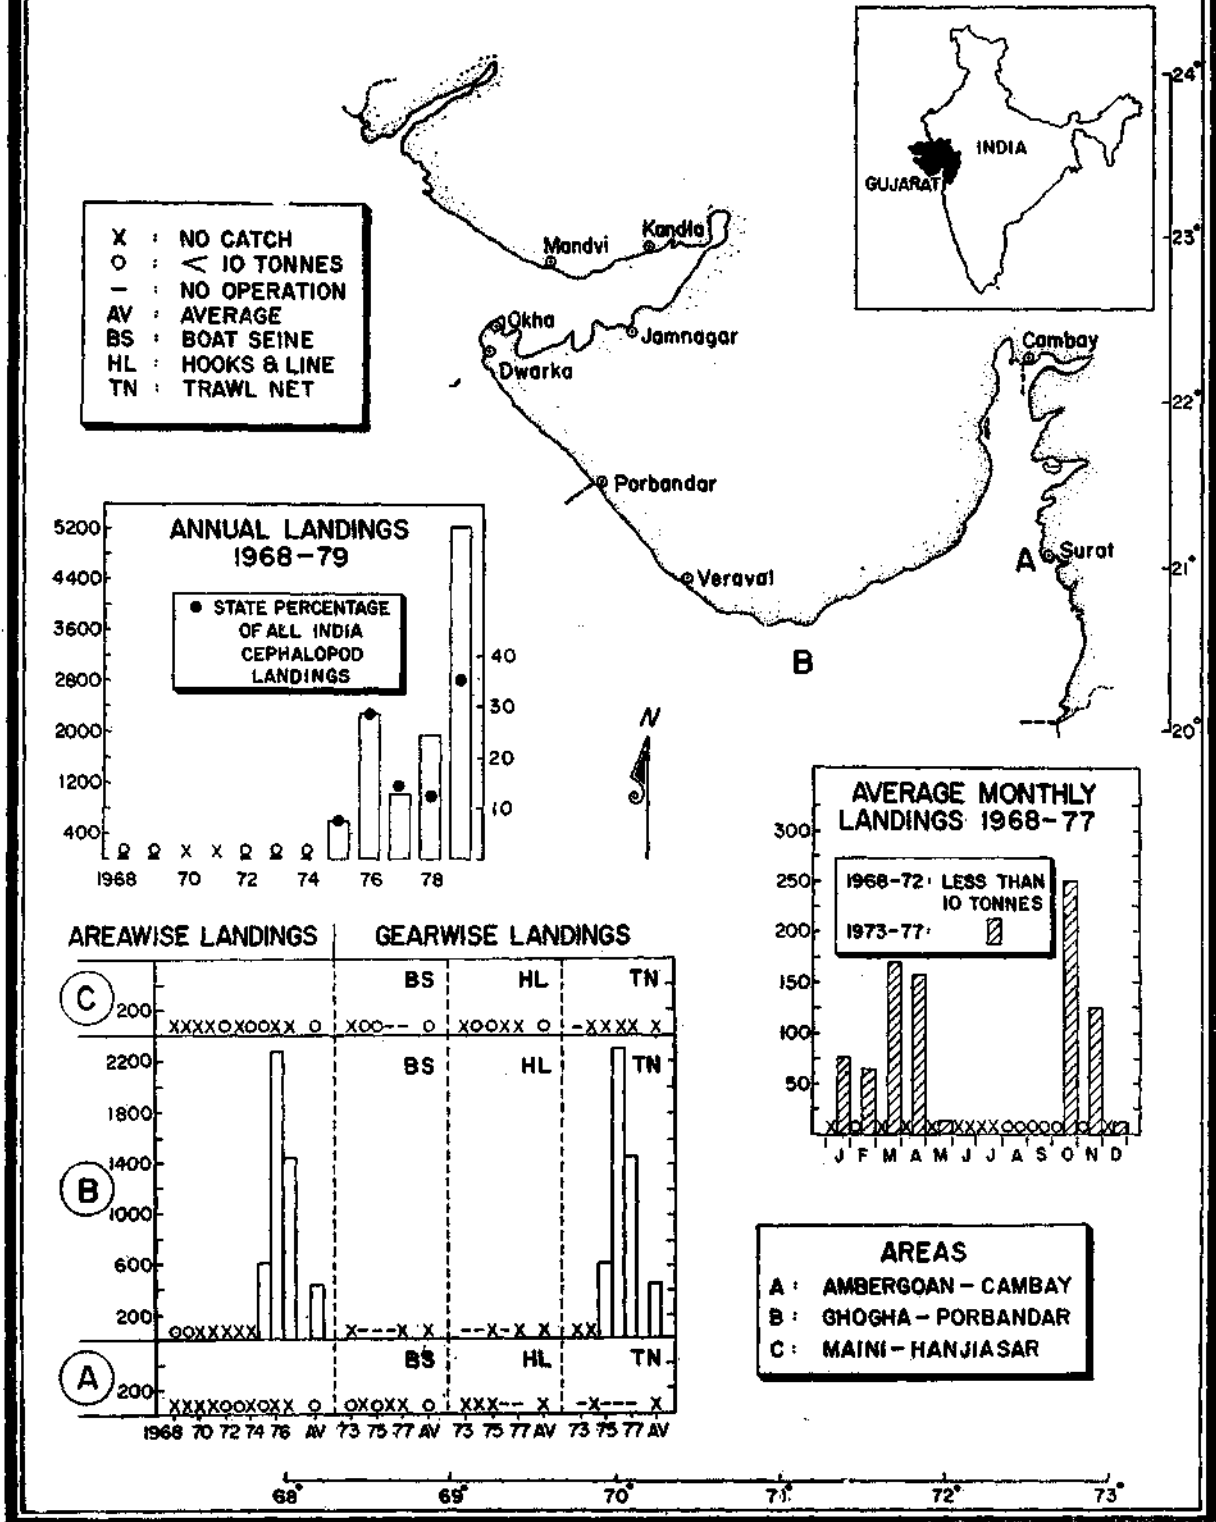 INDIA
GUJARAT
24°
23°
22°
21°
20°
Kandla
Mandvi
Okha
Jamnagar
Dwarka
Cambay
Porbandar
A
Surat
Veraval
B
N
X : NO CATCH
O : < 10 TONNES
— : NO OPERATION
AV : AVERAGE
BS : BOAT SEINE
HL : HOOKS & LINE
TN : TRAWL NET
ANNUAL LANDINGS
1968-79
● STATE PERCENTAGE
OF ALL INDIA
CEPHALOPOD
LANDINGS
5200
4400
3600
2800
2000
1200
400
40
30
20
10
O O X X O O O
1968 70 72 74 76 78
AVERAGE MONTHLY
LANDINGS 1968-77
1968-72: LESS THAN
10 TONNES
1973-77:
300
250
200
150
100
50
J F M A M J J A S O N D
AREAWISE LANDINGS GEARWISE LANDINGS
C
BS HL TN
200
XXXXOXOOXX O XOO-- O XOOXX O -XXXX X
B
BS HL TN
2200
1800
1400
1000
600
200
OOXXXXX X---X X --X-X X XX
A
BS HL TN
200
XXXXOOXOXX O OXOXX O XXX-- X -X--- X
1968 70 72 74 76 AV 73 75 77 AV 73 75 77 AV 73 75 77 AV
AREAS
A : AMBERGOAN - CAMBAY
B : GHOGHA - PORBANDAR
C : MAINI - HANJIASAR
68° 69° 70° 71° 72° 73°